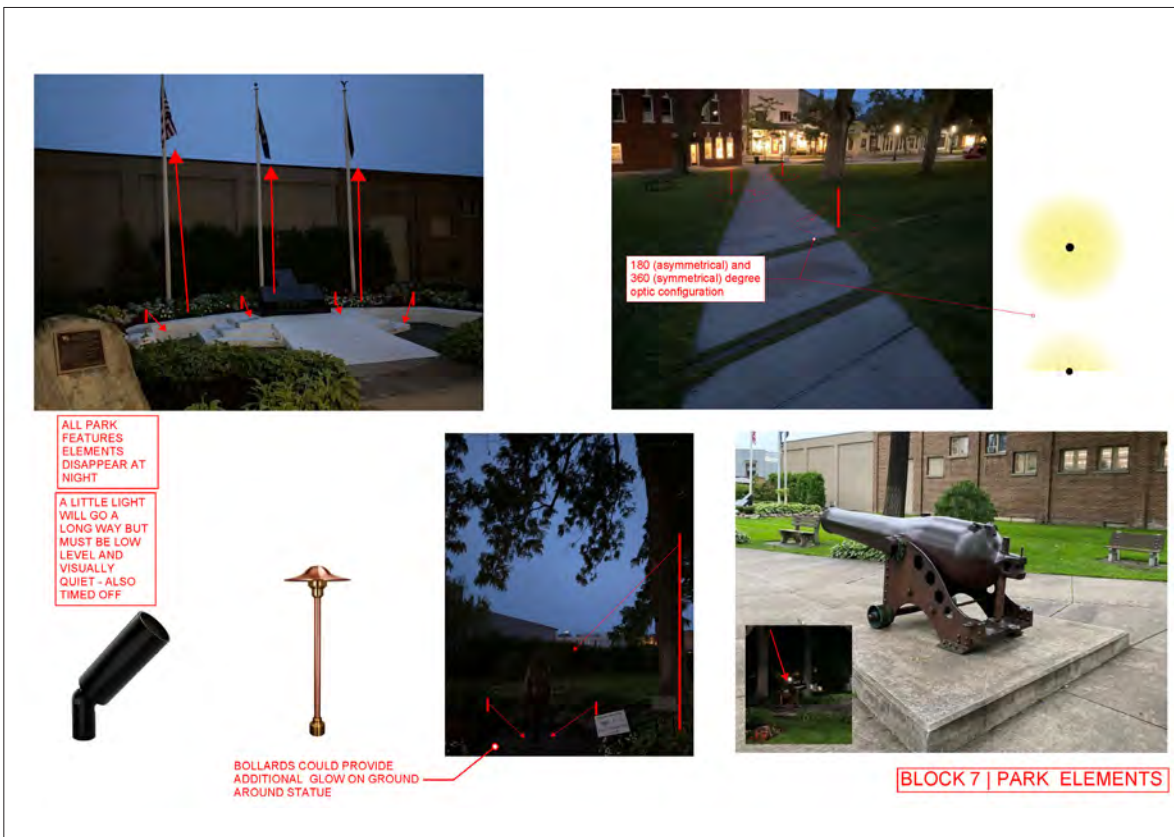 180 (asymmetrical) and
360 (symmetrical) degree
optic configuration
ALL PARK
FEATURES
ELEMENTS
DISAPPEAR AT
NIGHT
A LITTLE LIGHT
WILL GO A
LONG WAY BUT
MUST BE LOW
LEVEL AND
VISUALLY
QUIET - ALSO
TIMED OFF
BOLLARDS COULD PROVIDE
ADDITIONAL GLOW ON GROUND
AROUND STATUE
BLOCK 7 | PARK ELEMENTS